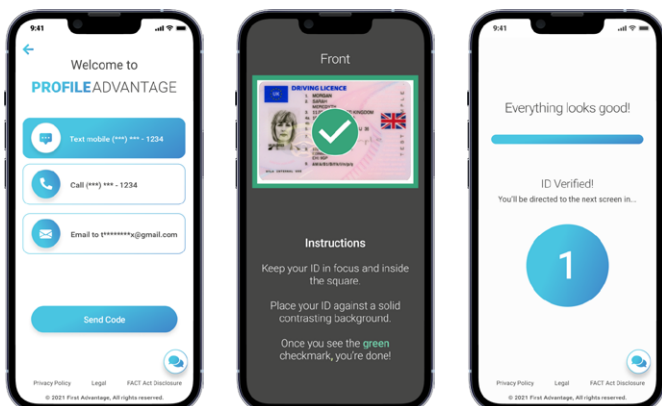 9:41
Welcome to
PROFILEADVANTAGE
Text mobile (***) *** - 1234
Call (***) *** - 1234
Email to t********x@gmail.com
Send Code
Privacy Policy Legal FACT Act Disclosure
© 2021 First Advantage, All rights reserved.
Front
DRIVING LICENCE
UK
1. MORGAN
2. SARAH
MEREDYTH
3.
KINGDOM
Instructions
Keep your ID in focus and inside
the square.
Place your ID against a solid
contrasting background.
Once you see the green
checkmark, you're done!
9:41
Everything looks good!
ID Verified!
You'll be directed to the next screen in...
1
Privacy Policy Legal FACT Act Disclosure
© 2021 First Advantage, All rights reserved.